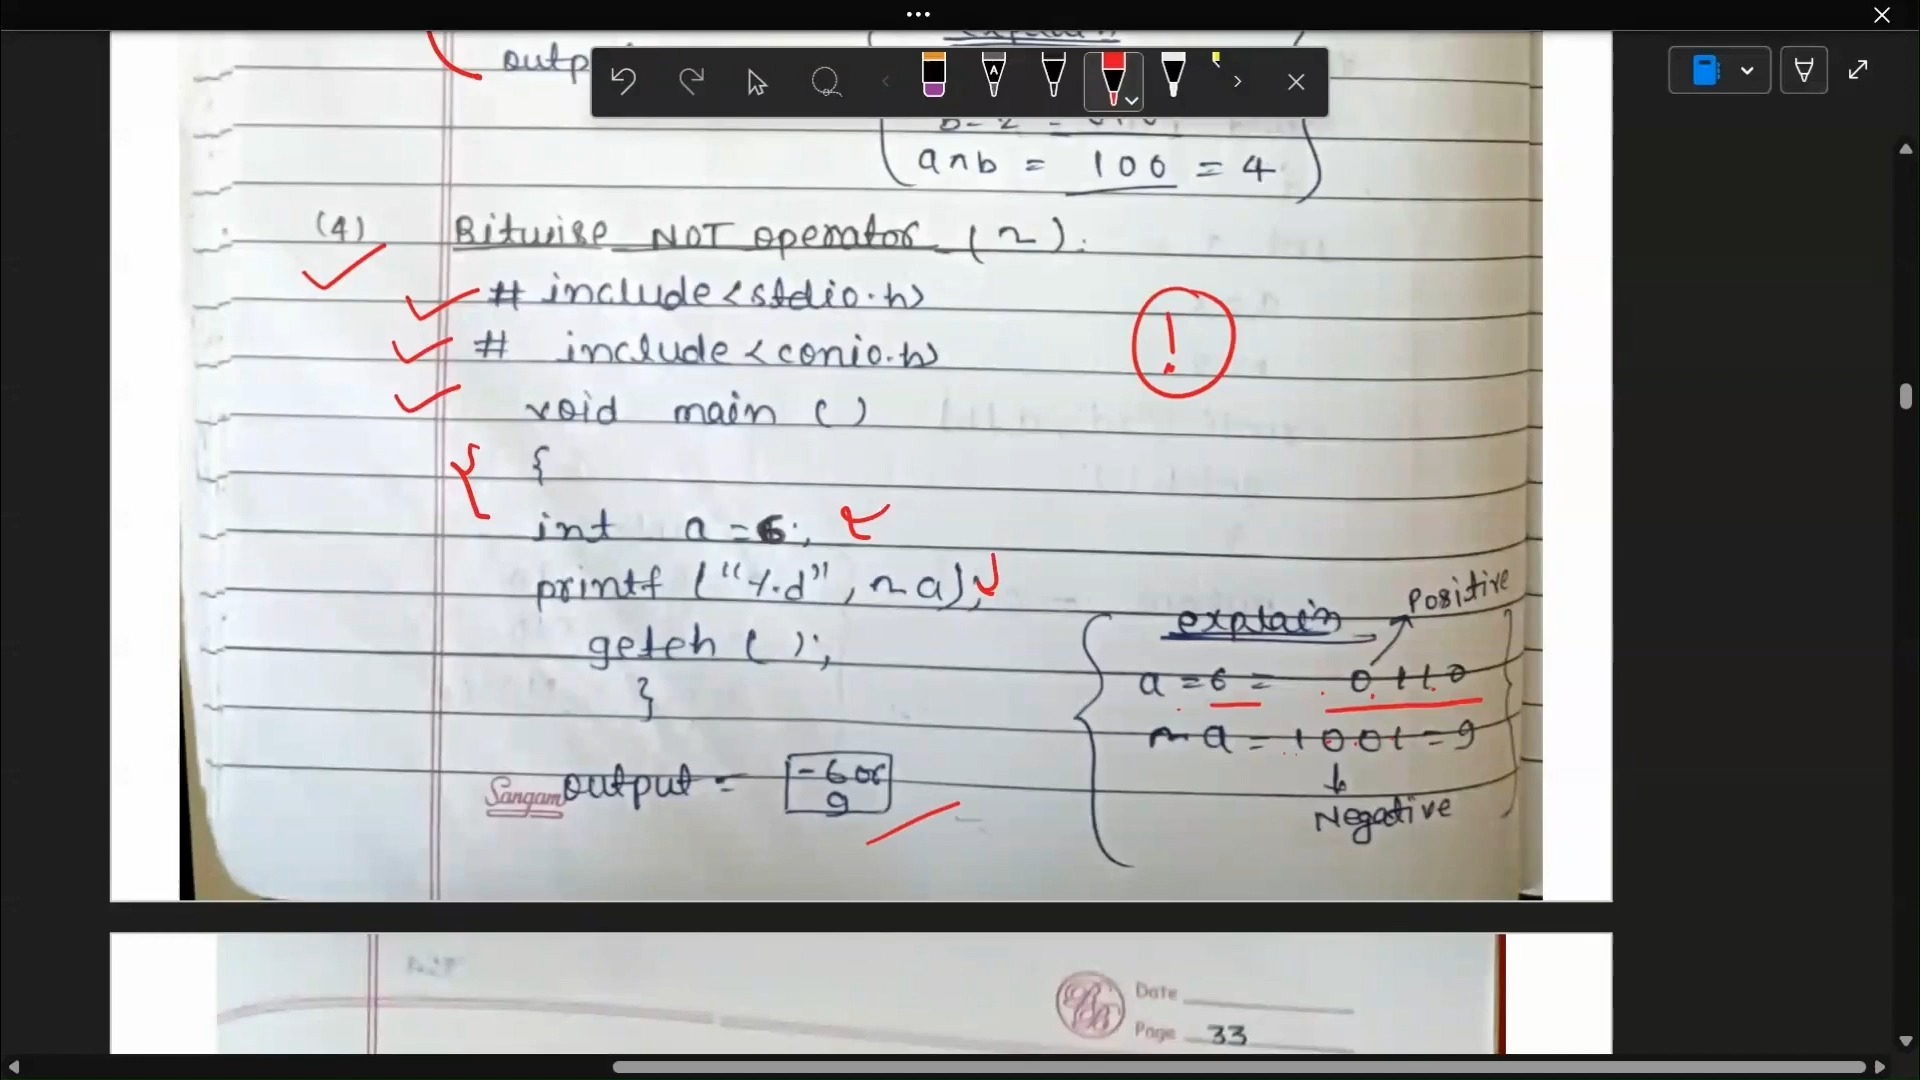 outp
a∧b = 100 = 4
(4) Bitwise NOT operator (~).
# include<stdio.h>
!
# include<conio.h>
void main ()
{
int a = 6;
printf ("%d", ~a);
getch ( );
}
explain
Positive
a = 6 = 0110
~a = 1001 = 9
Negative
Sangam output = -6 or
9
Date
Page 33